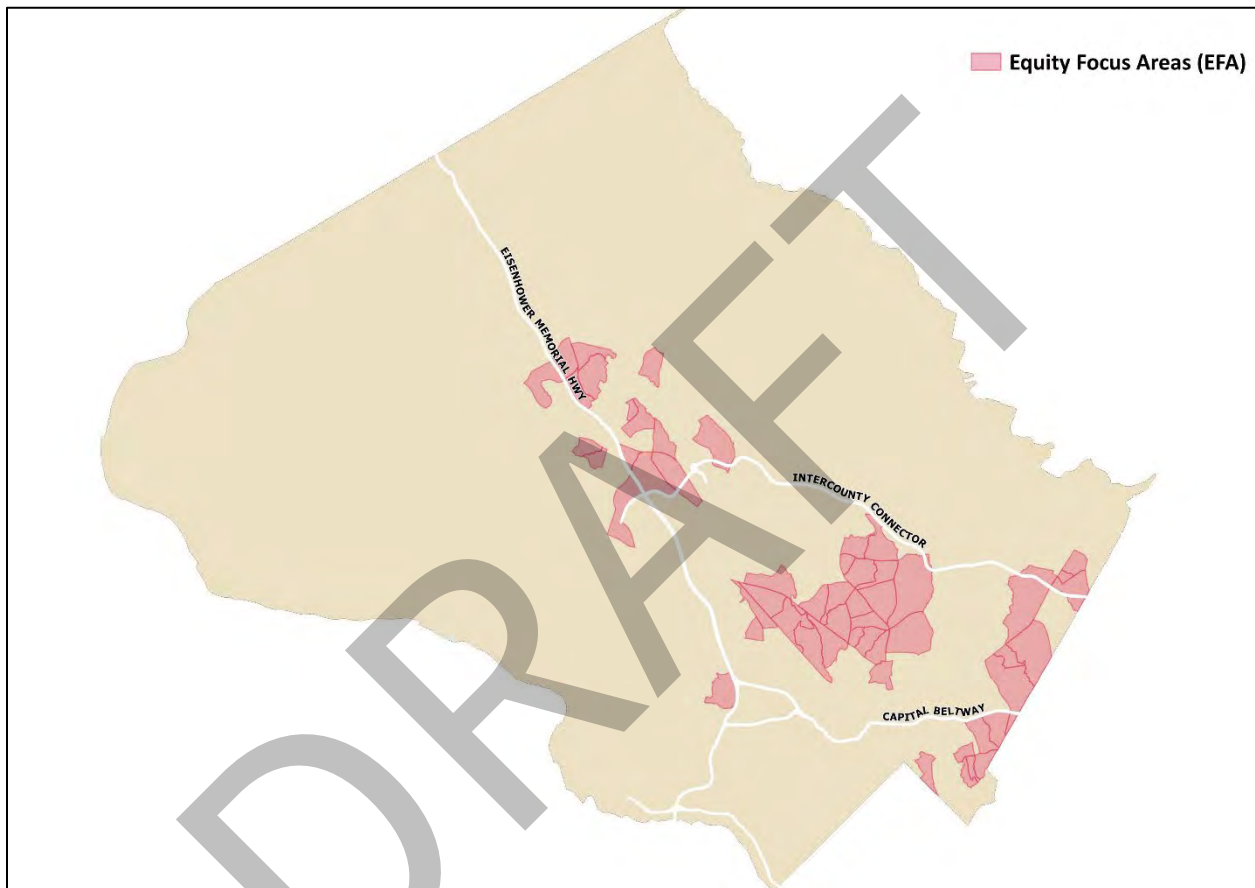 Equity Focus Areas (EFA)
EISENHOWER MEMORIAL HWY
INTERCOUNTY CONNECTOR
CAPITAL BELTWAY
DRAFT